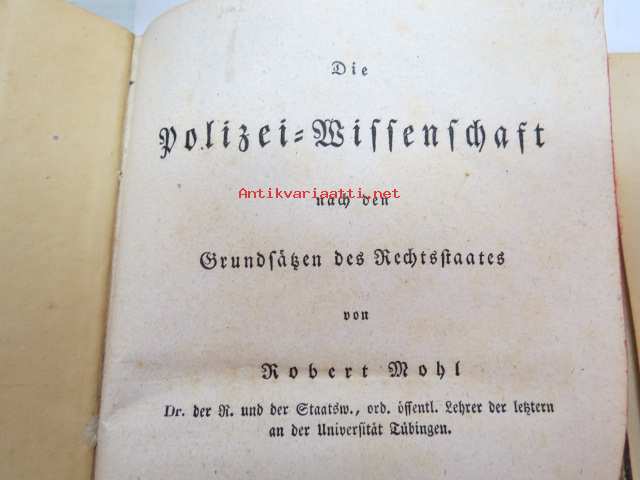 Die
Polizei-Wissenschaft
Antikvariaatti.net
nach den
Grundsätzen des Rechtsstaates
von
Robert Mohl
Dr. der R. und der Staatsw., ord. öffentl. Lehrer der letztern
an der Universität Tübingen.